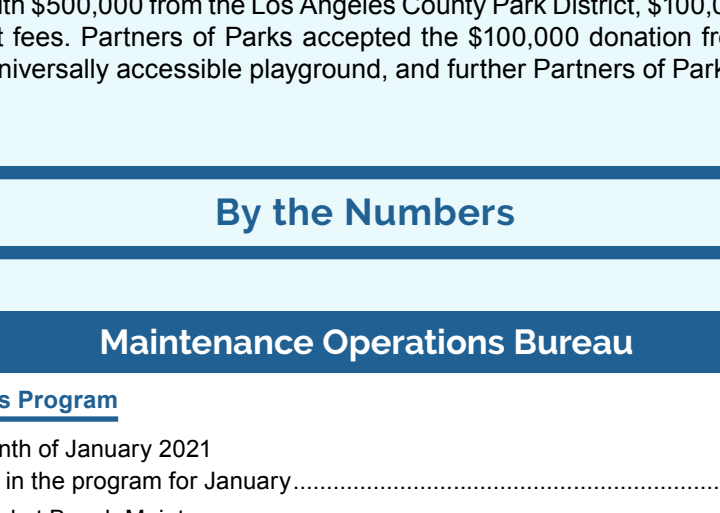 ith $500,000 from the Los Angeles County Park District, $100,0
t fees. Partners of Parks accepted the $100,000 donation fr
niversally accessible playground, and further Partners of Park
By the Numbers
Maintenance Operations Bureau
s Program
nth of January 2021
in the program for January................................................................